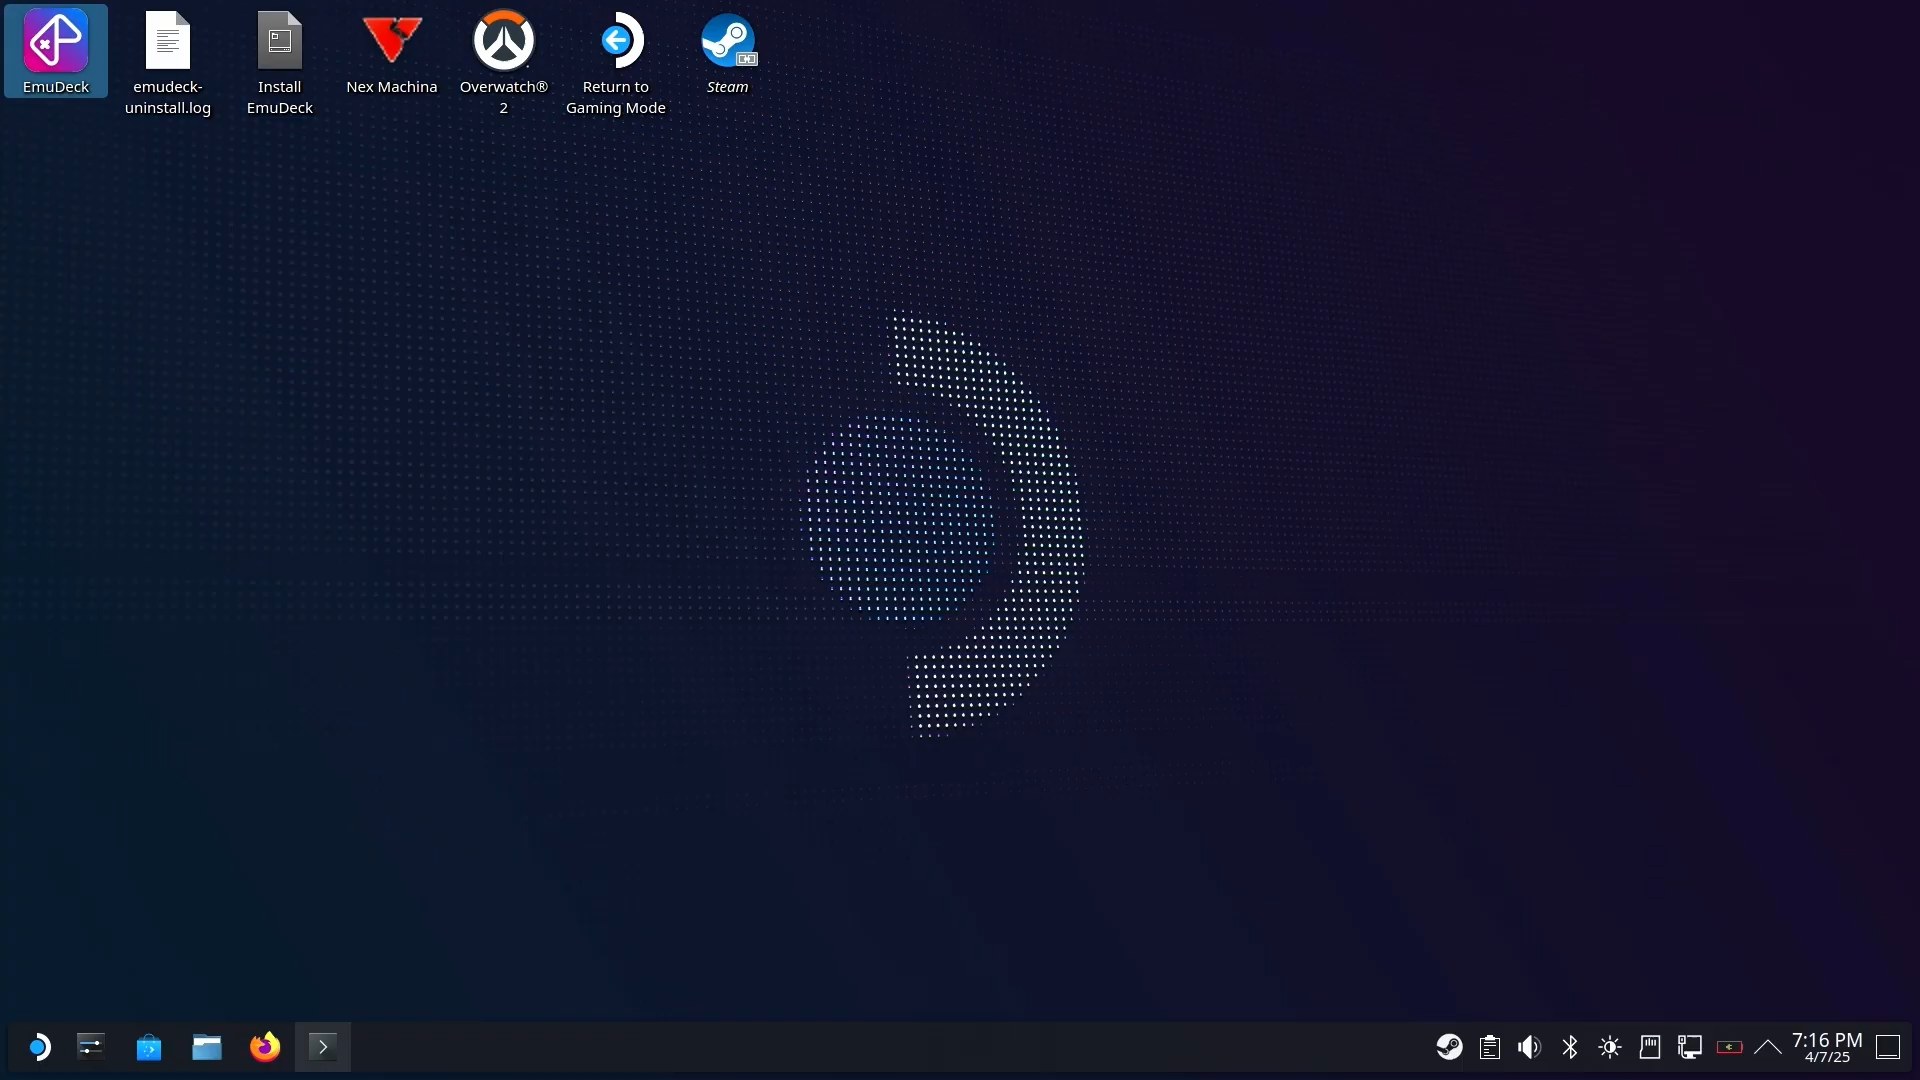 EmuDeck
emudeck-
uninstall.log
Install
EmuDeck
Nex Machina
Overwatch®
2
Return to
Gaming Mode
Steam
7:16 PM
4/7/25